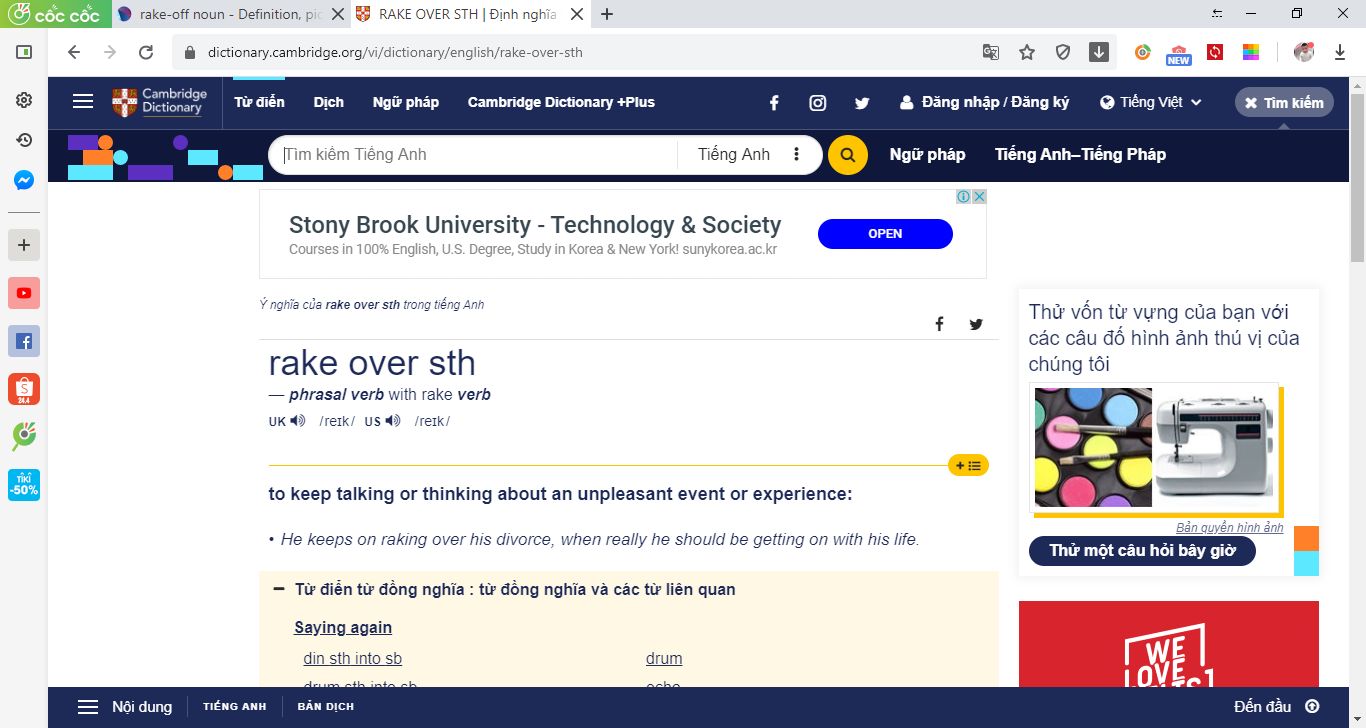 cốc cốc
rake-off noun - Definition, pic
RAKE OVER STH | Định nghĩa
dictionary.cambridge.org/vi/dictionary/english/rake-over-sth
NEW
Cambridge
Dictionary
Từ điển
Dịch
Ngữ pháp
Cambridge Dictionary +Plus
Đăng nhập / Đăng ký
Tiếng Việt
Tìm kiếm
Tìm kiếm Tiếng Anh
Tiếng Anh
Ngữ pháp
Tiếng Anh–Tiếng Pháp
Stony Brook University - Technology & Society
Courses in 100% English, U.S. Degree, Study in Korea & New York! sunykorea.ac.kr
OPEN
Ý nghĩa của rake over sth trong tiếng Anh
rake over sth
— phrasal verb with rake verb
UK /reɪk/ US /reɪk/
to keep talking or thinking about an unpleasant event or experience:
• He keeps on raking over his divorce, when really he should be getting on with his life.
Từ điển từ đồng nghĩa : từ đồng nghĩa và các từ liên quan
Saying again
din sth into sb
drum
drum sth into sb
echo
Thử vốn từ vựng của bạn với
các câu đố hình ảnh thú vị của
chúng tôi
Bản quyền hình ảnh
Thử một câu hỏi bây giờ
WE
LOVE
24.4
TIKI
-50%
Nội dung
TIẾNG ANH
BẢN DỊCH
Đến đầu